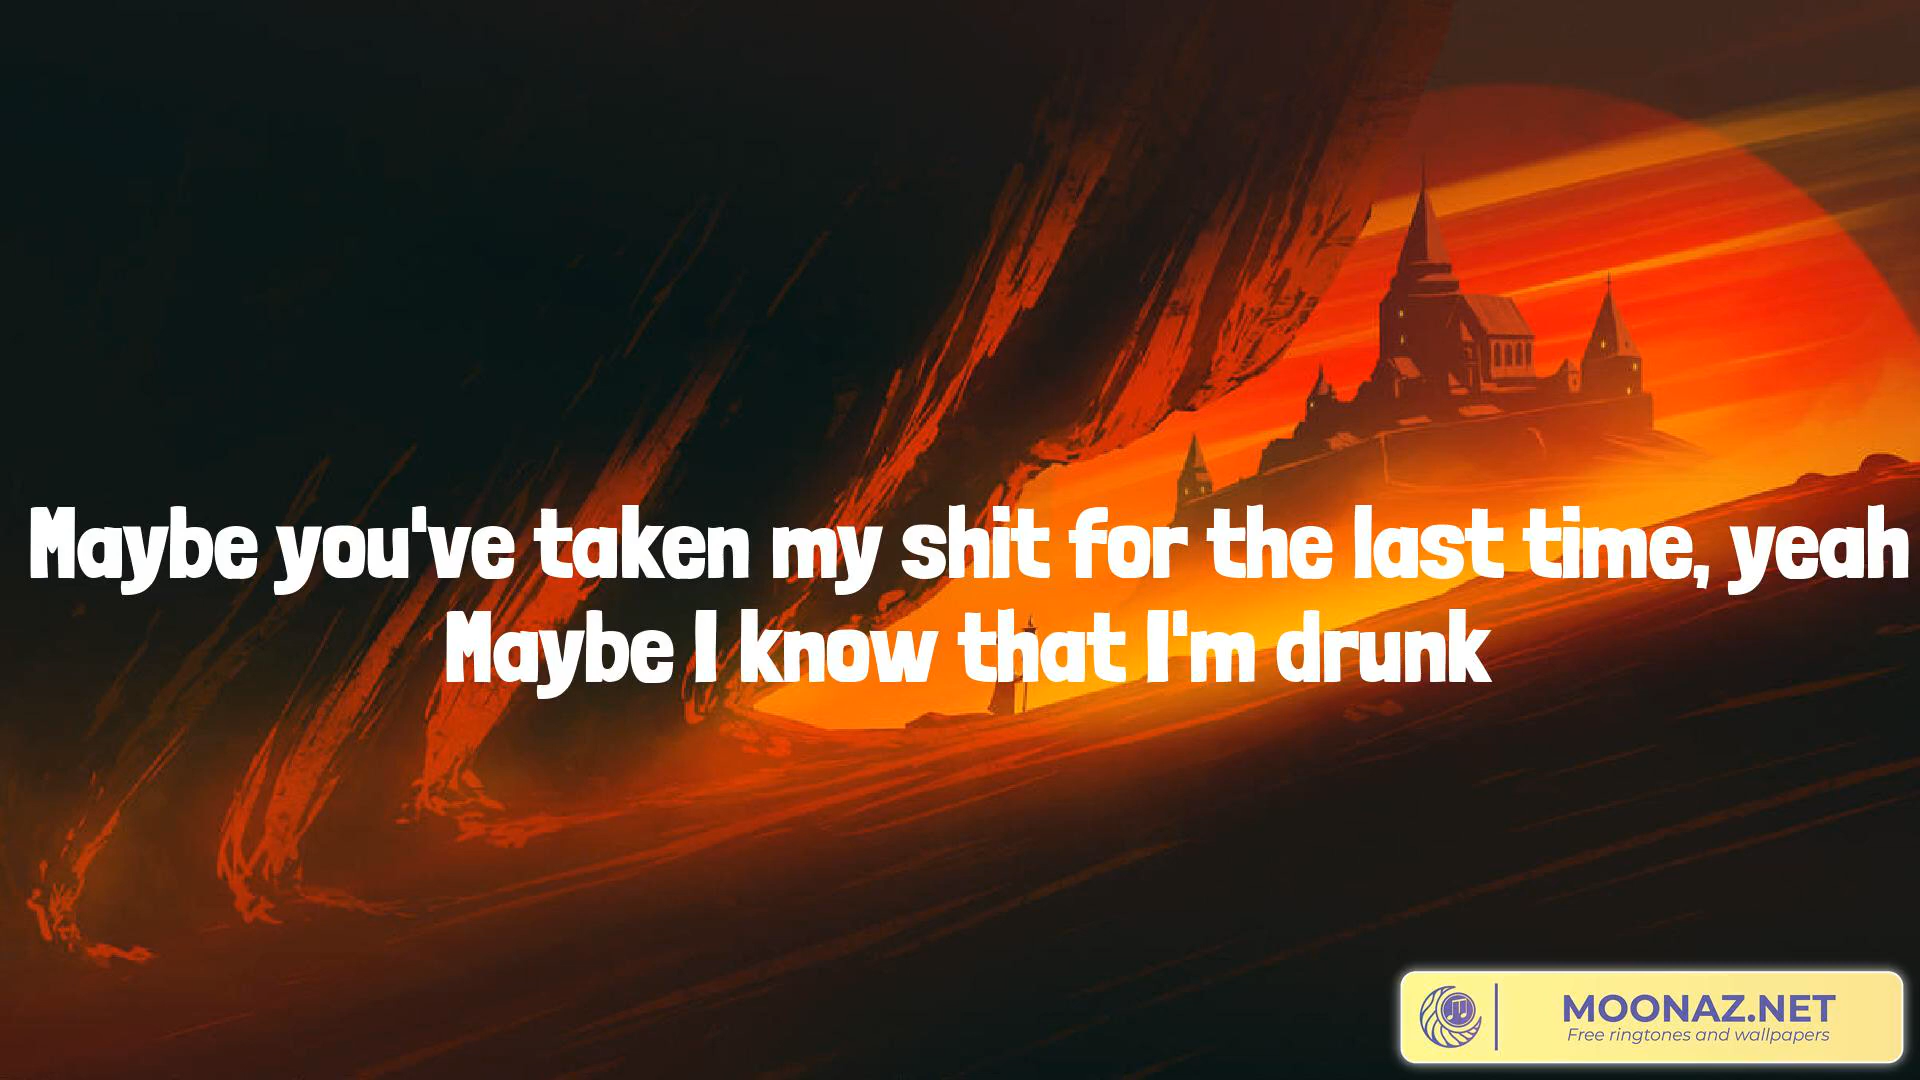 Maybe you've taken my shit for the last time, yeah
Maybe I know that I'm drunk
MOONAZ.NET
Free ringtones and wallpapers